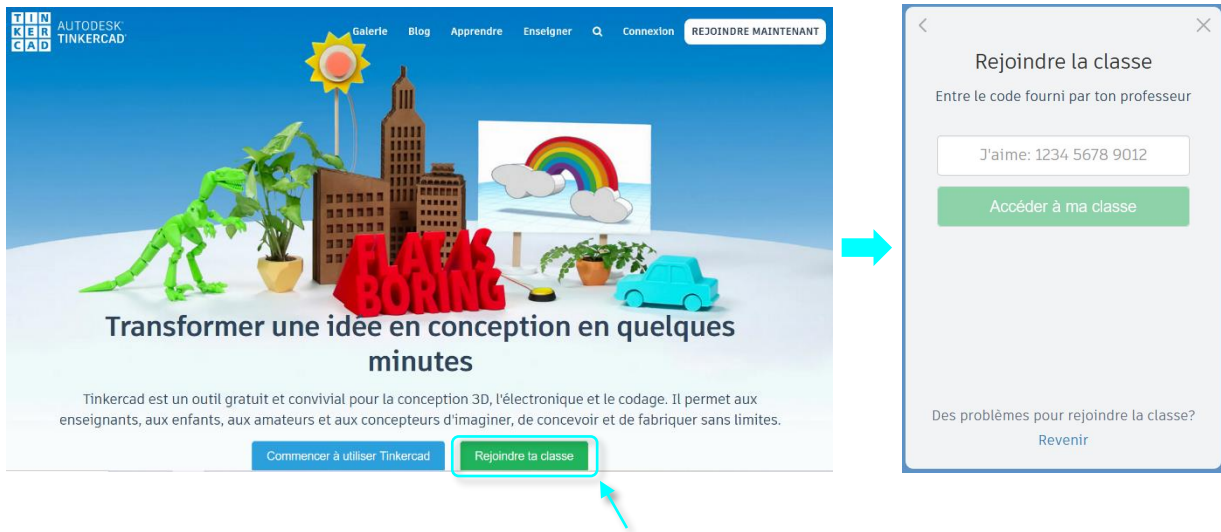 TIN
KER
CAD
AUTODESK®
TINKERCAD®
Galerie Blog Apprendre Enseigner Connexion REJOINDRE MAINTENANT
FLAT IS
BORING
Transformer une idée en conception en quelques
minutes
Tinkercad est un outil gratuit et convivial pour la conception 3D, l'électronique et le codage. Il permet aux
enseignants, aux enfants, aux amateurs et aux concepteurs d'imaginer, de concevoir et de fabriquer sans limites.
Commencer à utiliser Tinkercad Rejoindre ta classe
Rejoindre la classe
Entre le code fourni par ton professeur
J'aime: 1234 5678 9012
Accéder à ma classe
Des problèmes pour rejoindre la classe?
Revenir